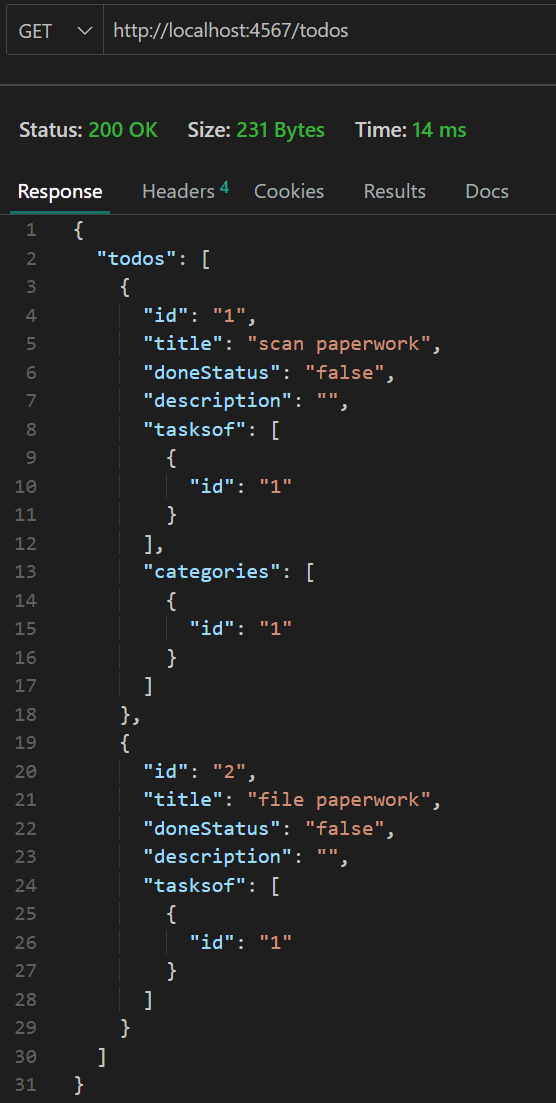 GET http://localhost:4567/todos
Status: 200 OK Size: 231 Bytes Time: 14 ms
Response Headers 4 Cookies Results Docs
1 {
2 "todos": [
3 {
4 "id": "1",
5 "title": "scan paperwork",
6 "doneStatus": "false",
7 "description": "",
8 "tasksof": [
9 {
10 "id": "1"
11 }
12 ],
13 "categories": [
14 {
15 "id": "1"
16 }
17 ]
18 },
19 {
20 "id": "2",
21 "title": "file paperwork",
22 "doneStatus": "false",
23 "description": "",
24 "tasksof": [
25 {
26 "id": "1"
27 }
28 ]
29 }
30 ]
31 }